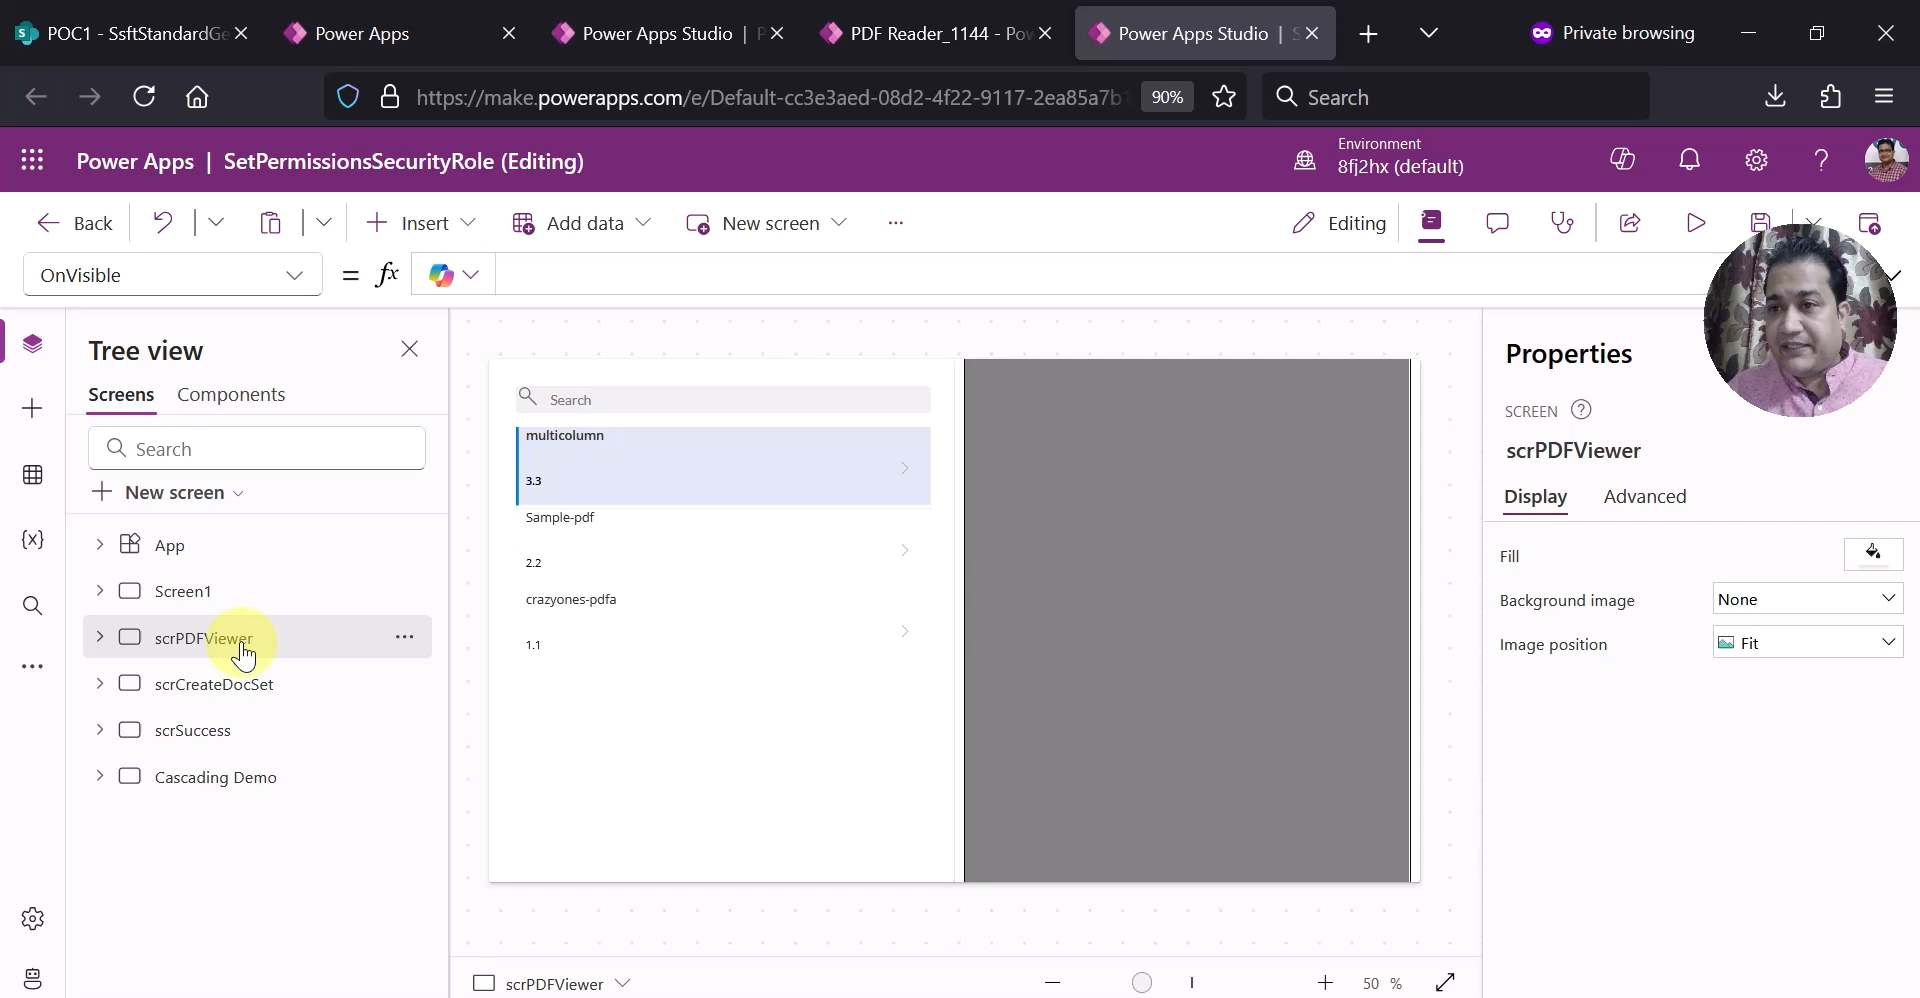 POC1 - SsftStandardGe
Power Apps
Power Apps Studio | P
PDF Reader_1144 - Pow
Power Apps Studio | S
Private browsing
https://make.powerapps.com/e/Default-cc3e3aed-08d2-4f22-9117-2ea85a7b1
90%
Search
Power Apps | SetPermissionsSecurityRole (Editing)
Environment
8fj2hx (default)
Back
Insert
Add data
New screen
Editing
OnVisible
= fx
Tree view
Screens
Components
Search
New screen
App
Screen1
scrPDFViewer
scrCreateDocSet
scrSuccess
Cascading Demo
Search
multicolumn
3.3
Sample-pdf
2.2
crazyones-pdfa
1.1
Properties
SCREEN
scrPDFViewer
Display
Advanced
Fill
Background image
None
Image position
Fit
scrPDFViewer
50 %